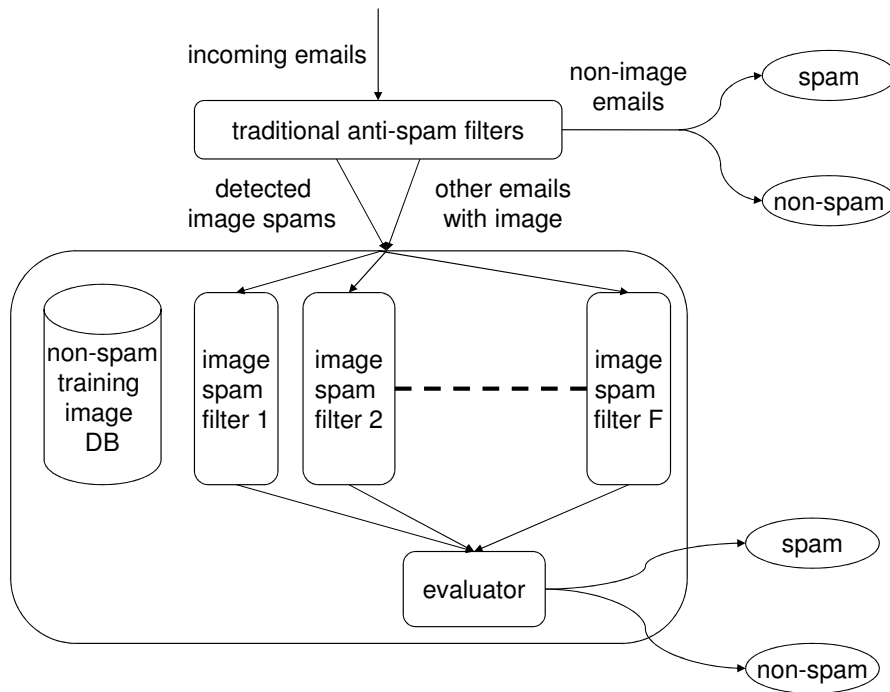 incoming emails
non-image
emails
spam
traditional anti-spam filters
non-spam
detected
image spams
other emails
with image
non-spam
training
image
DB
image
spam
filter 1
image
spam
filter 2
image
spam
filter F
spam
evaluator
non-spam